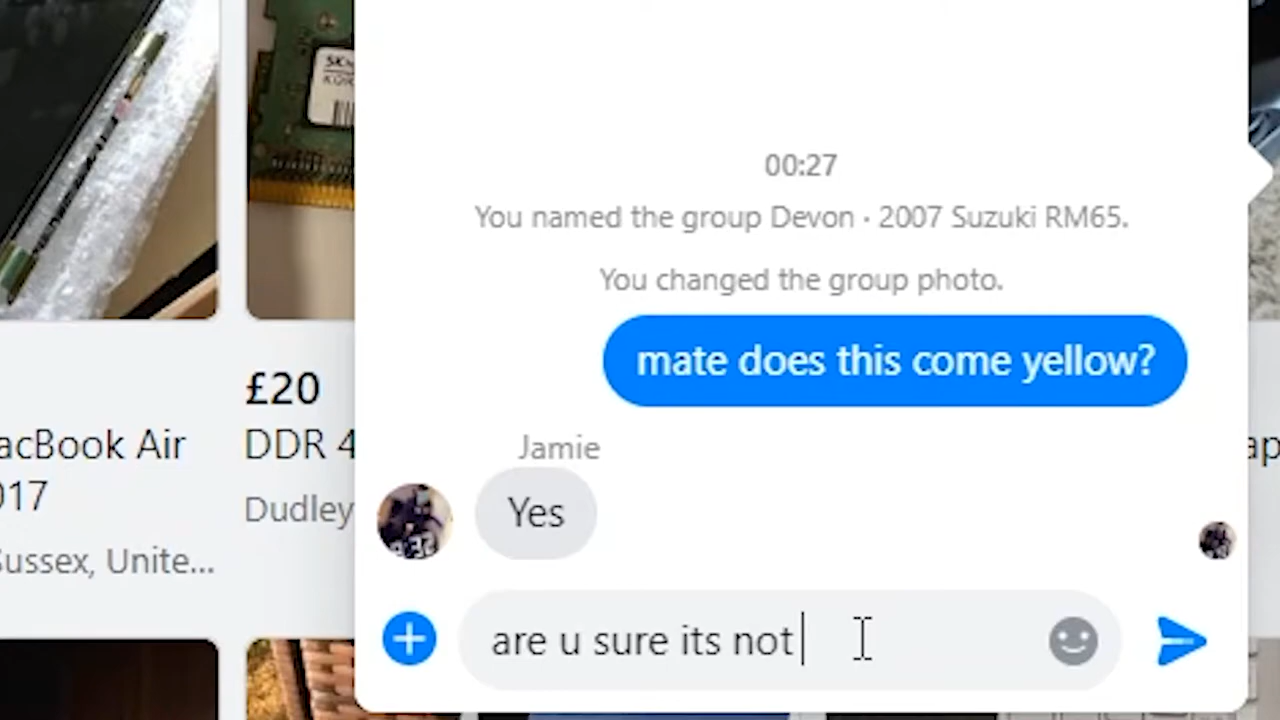 00:27
You named the group Devon · 2007 Suzuki RM65.
You changed the group photo.
mate does this come yellow?
£20
acBook Air
DDR 4
Jamie
017
Yes
Dudley
Sussex, Unite...
are u sure its not